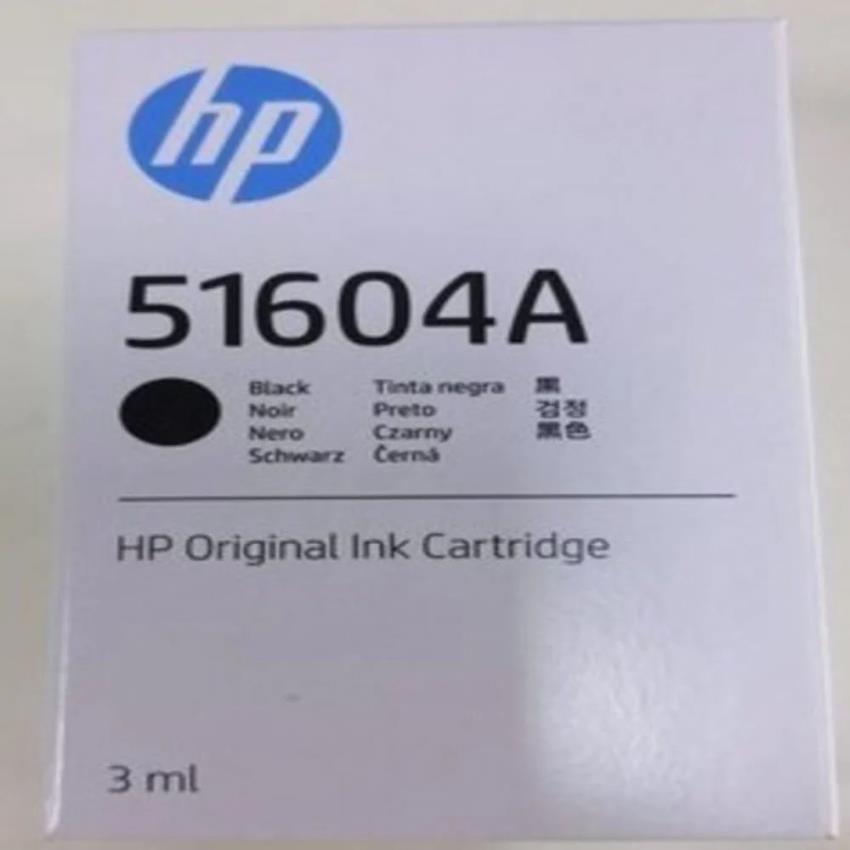 hp
51604A
Black Tinta negra 黒
Noir Preto 검정
Nero Czarny 黑色
Schwarz Černá
HP Original Ink Cartridge
3 ml